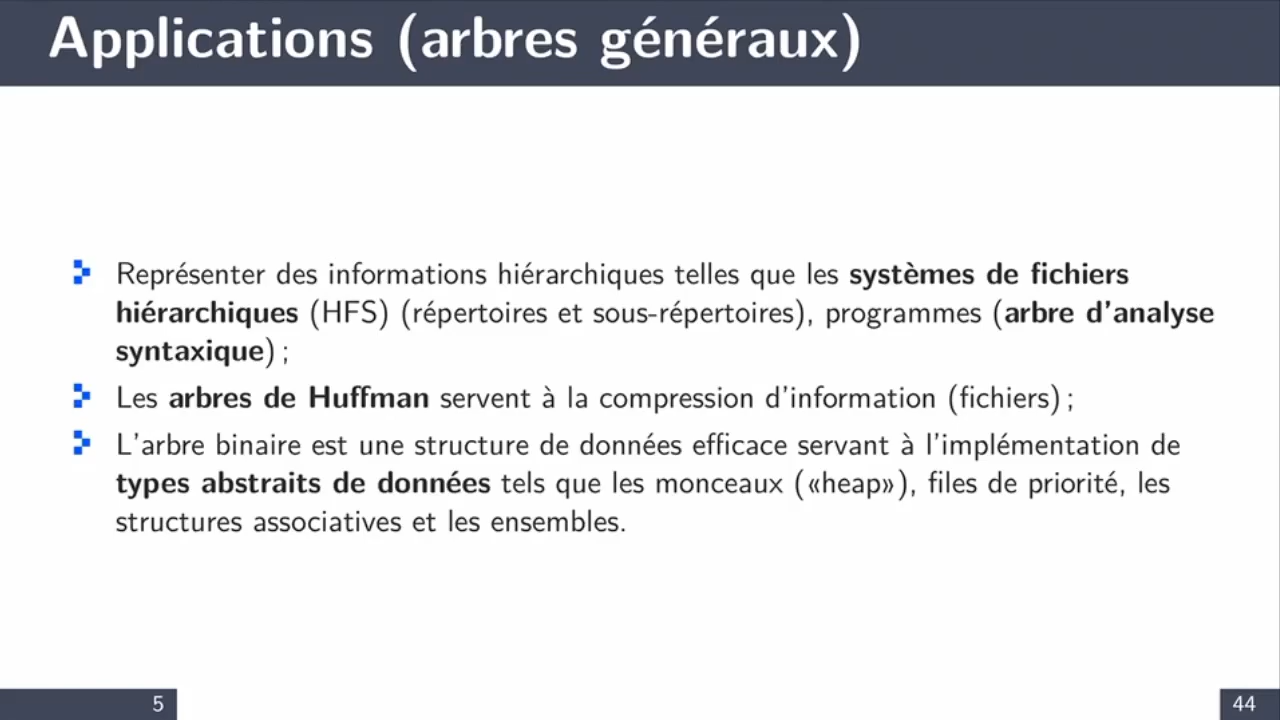 Applications (arbres généraux)
Représenter des informations hiérarchiques telles que les systèmes de fichiers
hiérarchiques (HFS) (répertoires et sous-répertoires), programmes (arbre d'analyse
syntaxique) ;
Les arbres de Huffman servent à la compression d'information (fichiers) ;
L'arbre binaire est une structure de données efficace servant à l'implémentation de
types abstraits de données tels que les monceaux («heap»), files de priorité, les
structures associatives et les ensembles.
5
44